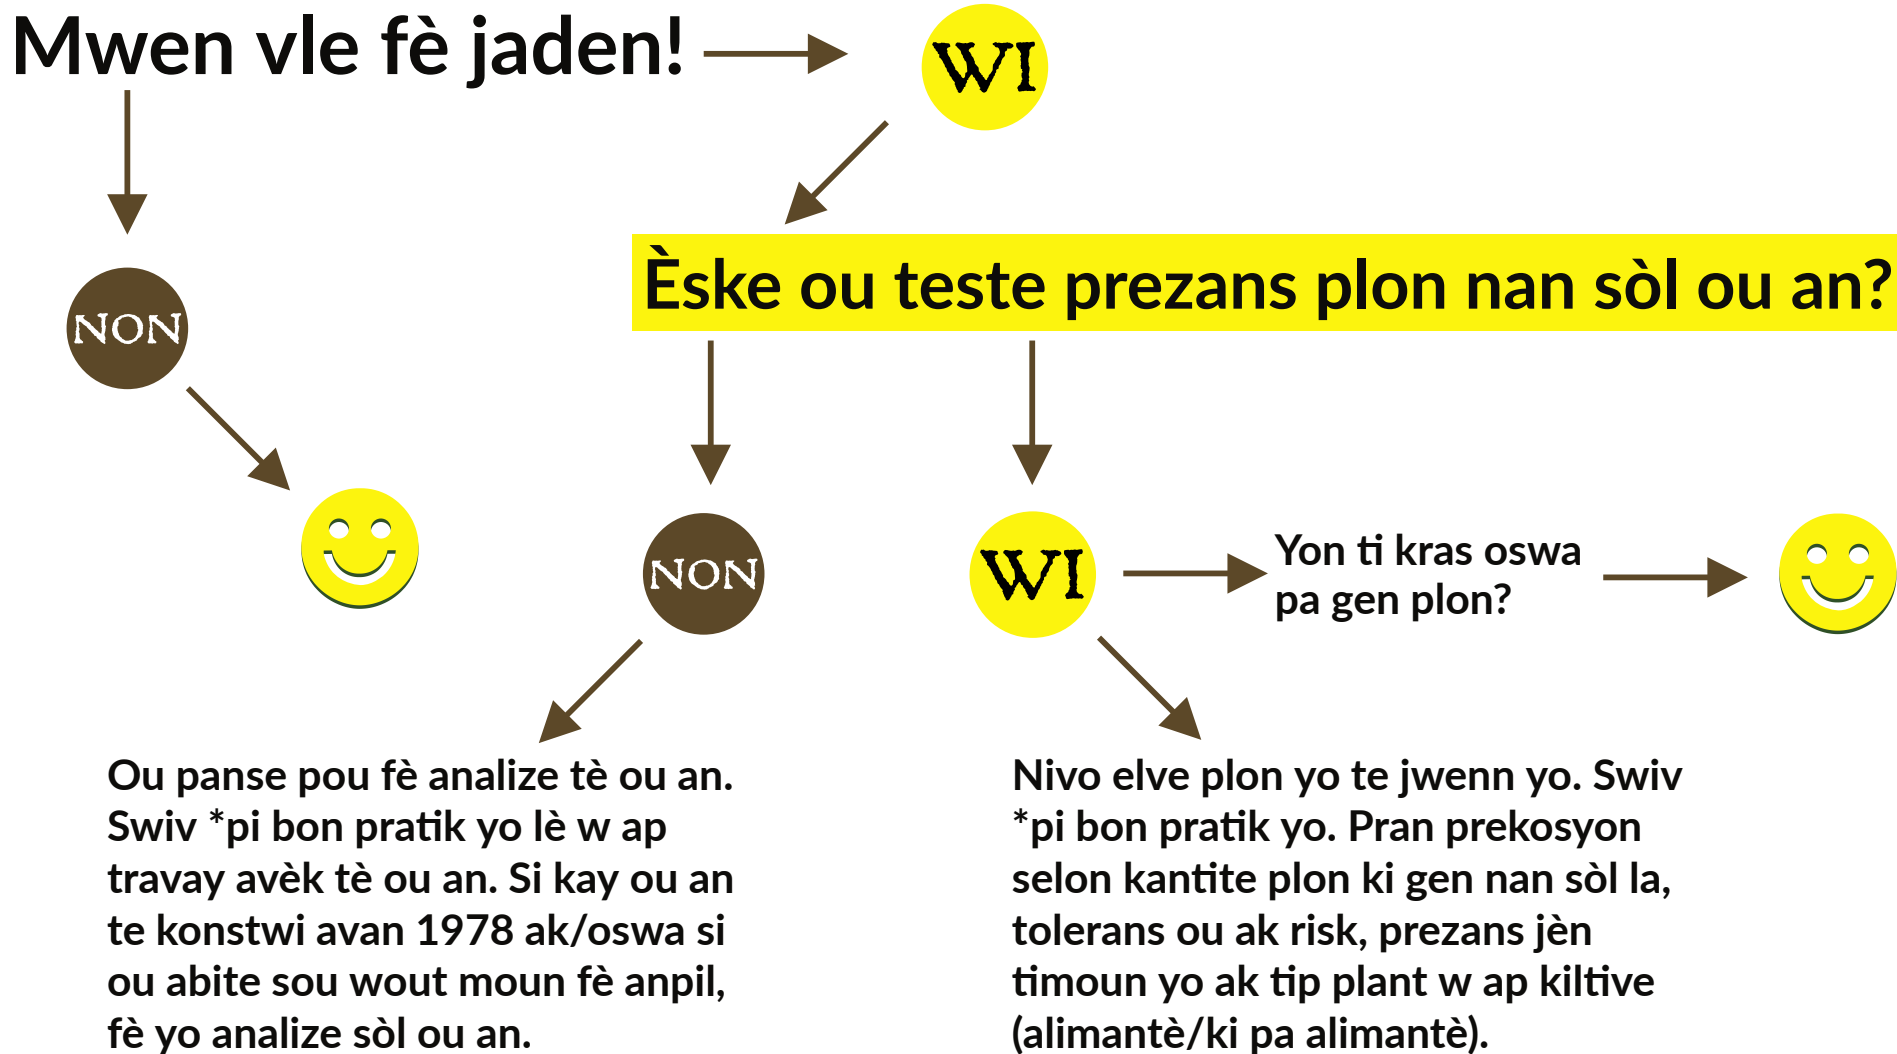 Mwen vle fè jaden!
WI
Èske ou teste prezans plon nan sòl ou an?
NON
NON
WI
Yon ti kras oswa
pa gen plon?
Ou panse pou fè analize tè ou an.
Swiv *pi bon pratik yo lè w ap
travay avèk tè ou an. Si kay ou an
te konstwi avan 1978 ak/oswa si
ou abite sou wout moun fè anpil,
fè yo analize sòl ou an.
Nivo elve plon yo te jwenn yo. Swiv
*pi bon pratik yo. Pran prekosyon
selon kantite plon ki gen nan sòl la,
tolerans ou ak risk, prezans jèn
timoun yo ak tip plant w ap kiltive
(alimantè/ki pa alimantè).